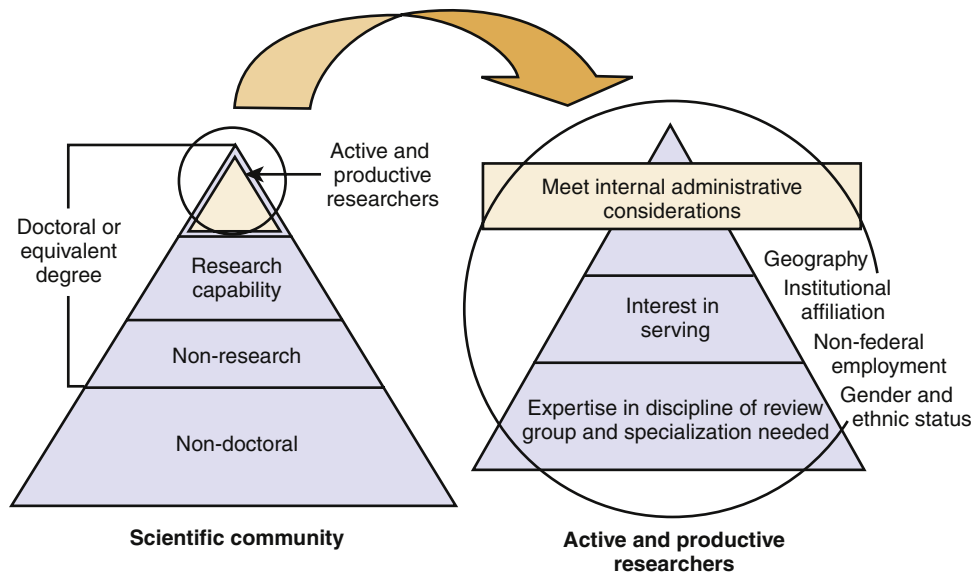 Active and
productive
researchers
Doctoral or
equivalent
degree
Research
capability
Non-research
Non-doctoral
Scientific community
Meet internal administrative
considerations
Geography
Institutional
affiliation
Interest in
serving
Non-federal
employment
Gender and
ethnic status
Expertise in discipline of review
group and specialization needed
Active and productive
researchers